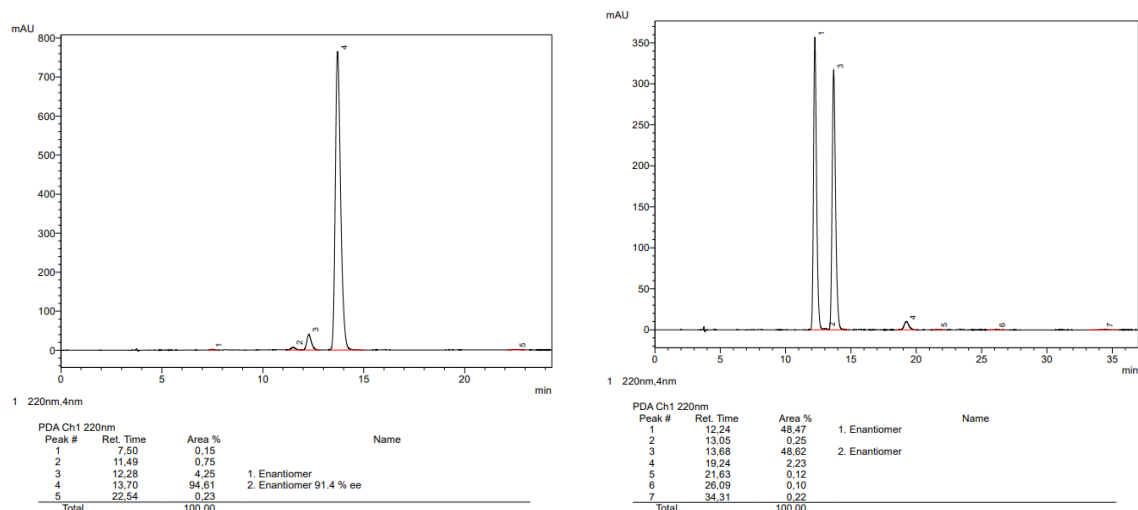 mAU
800
700
600
500
400
300
200
100
0
1
2
3
4
5
0 5 10 15 20
min
1 220nm,4nm
PDA Ch1 220nm
Peak # Ret. Time Area % Name
1 7,50 0,15
2 11,49 0,75
3 12,28 4,25 1. Enantiomer
4 13,70 94,61 2. Enantiomer 91.4 % ee
5 22,54 0,23
Total 100,00
mAU
350
300
250
200
150
100
50
0
1
2
3
4
5
6
7
0 5 10 15 20 25 30 35
min
1 220nm,4nm
PDA Ch1 220nm
Peak # Ret. Time Area % Name
1 12,24 48,47 1. Enantiomer
2 13,05 0,25
3 13,68 48,62 2. Enantiomer
4 19,24 2,23
5 21,63 0,12
6 26,09 0,10
7 34,31 0,22
Total 100,00